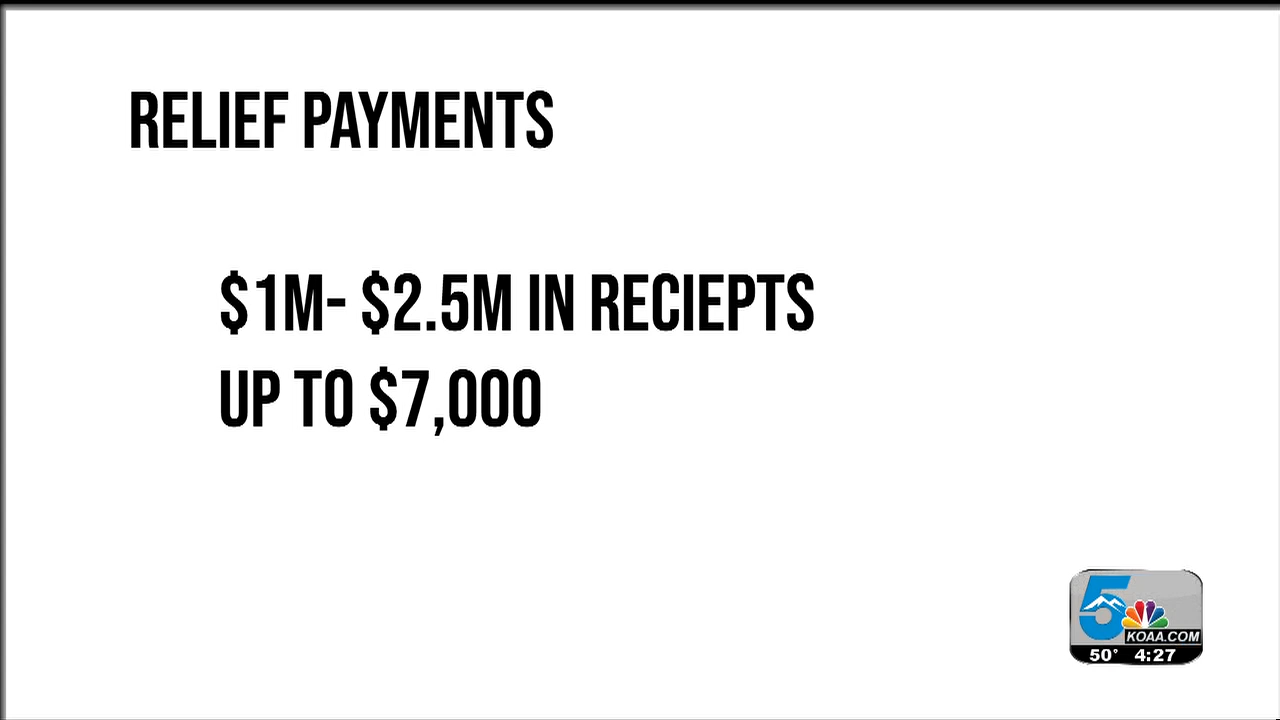 RELIEF PAYMENTS
$1M- $2.5M IN RECIEPTS
UP TO $7,000
5
KOAA.COM
50° 4:27